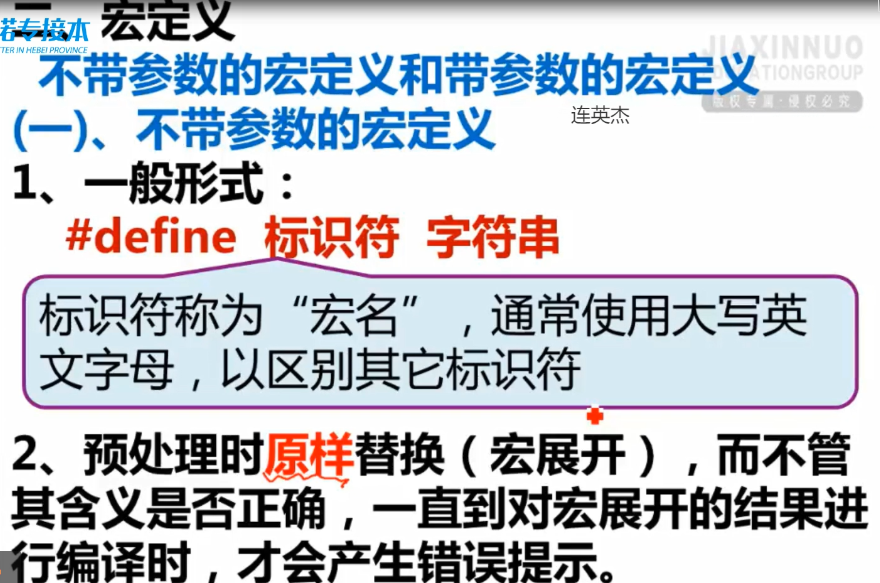 二、宏定义
若专接本
TER IN HEBEI PROVINCE
JIAXINNUO
不带参数的宏定义和带参数的宏定义
EDUCATIONGROUP
版权专属·侵权必究
(一)、不带参数的宏定义
连英杰
1、一般形式：
#define 标识符 字符串
标识符称为“宏名”，通常使用大写英
文字母，以区别其它标识符
2、预处理时原样替换（宏展开），而不管
其含义是否正确，一直到对宏展开的结果进
行编译时，才会产生错误提示。